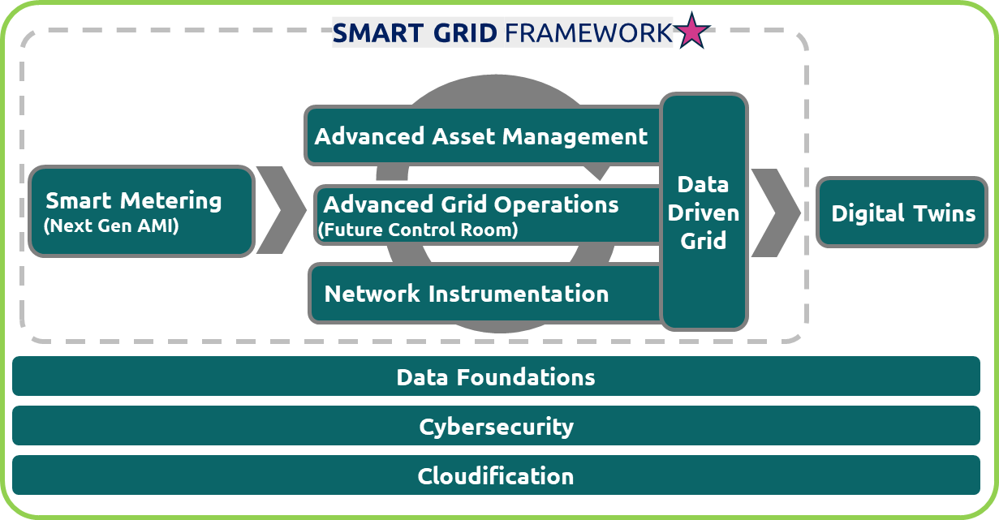 SMART GRID FRAMEWORK
Advanced Asset Management
Smart Metering
(Next Gen AMI)
Advanced Grid Operations
(Future Control Room)
Network Instrumentation
Data
Driven
Grid
Digital Twins
Data Foundations
Cybersecurity
Cloudification